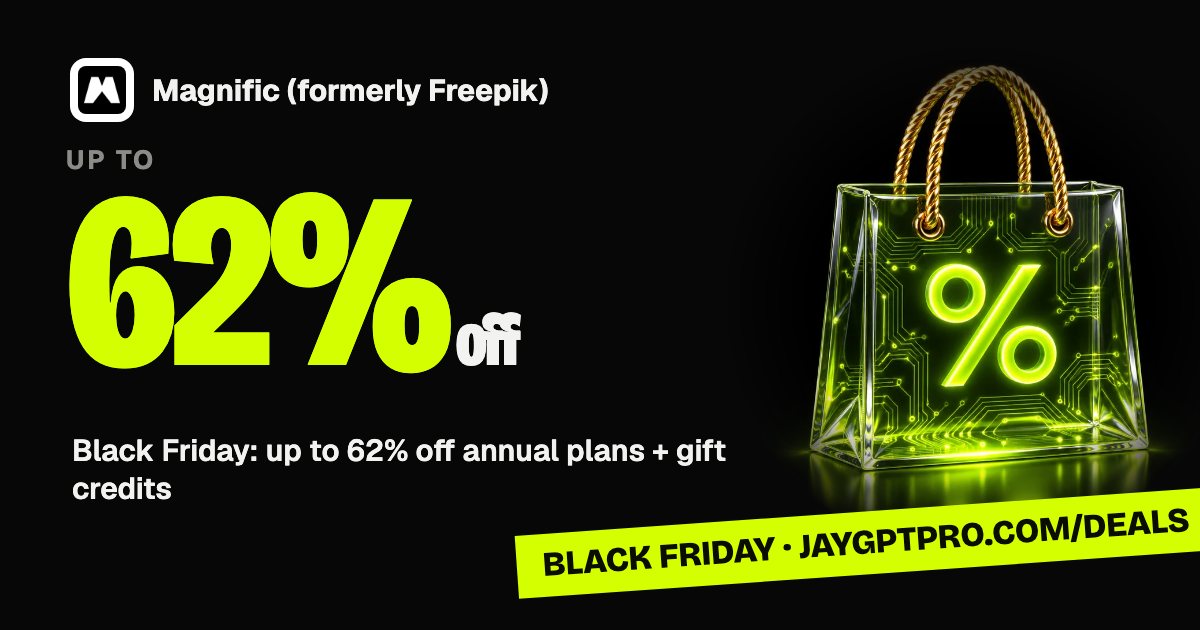 Magnific (formerly Freepik)
UP TO
62% off
Black Friday: up to 62% off annual plans + gift
credits
%
BLACK FRIDAY · JAYGPTPRO.COM/DEALS